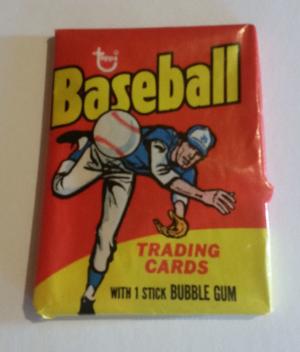 Topps
Baseball
TRADING
CARDS
WITH 1 STICK BUBBLE GUM